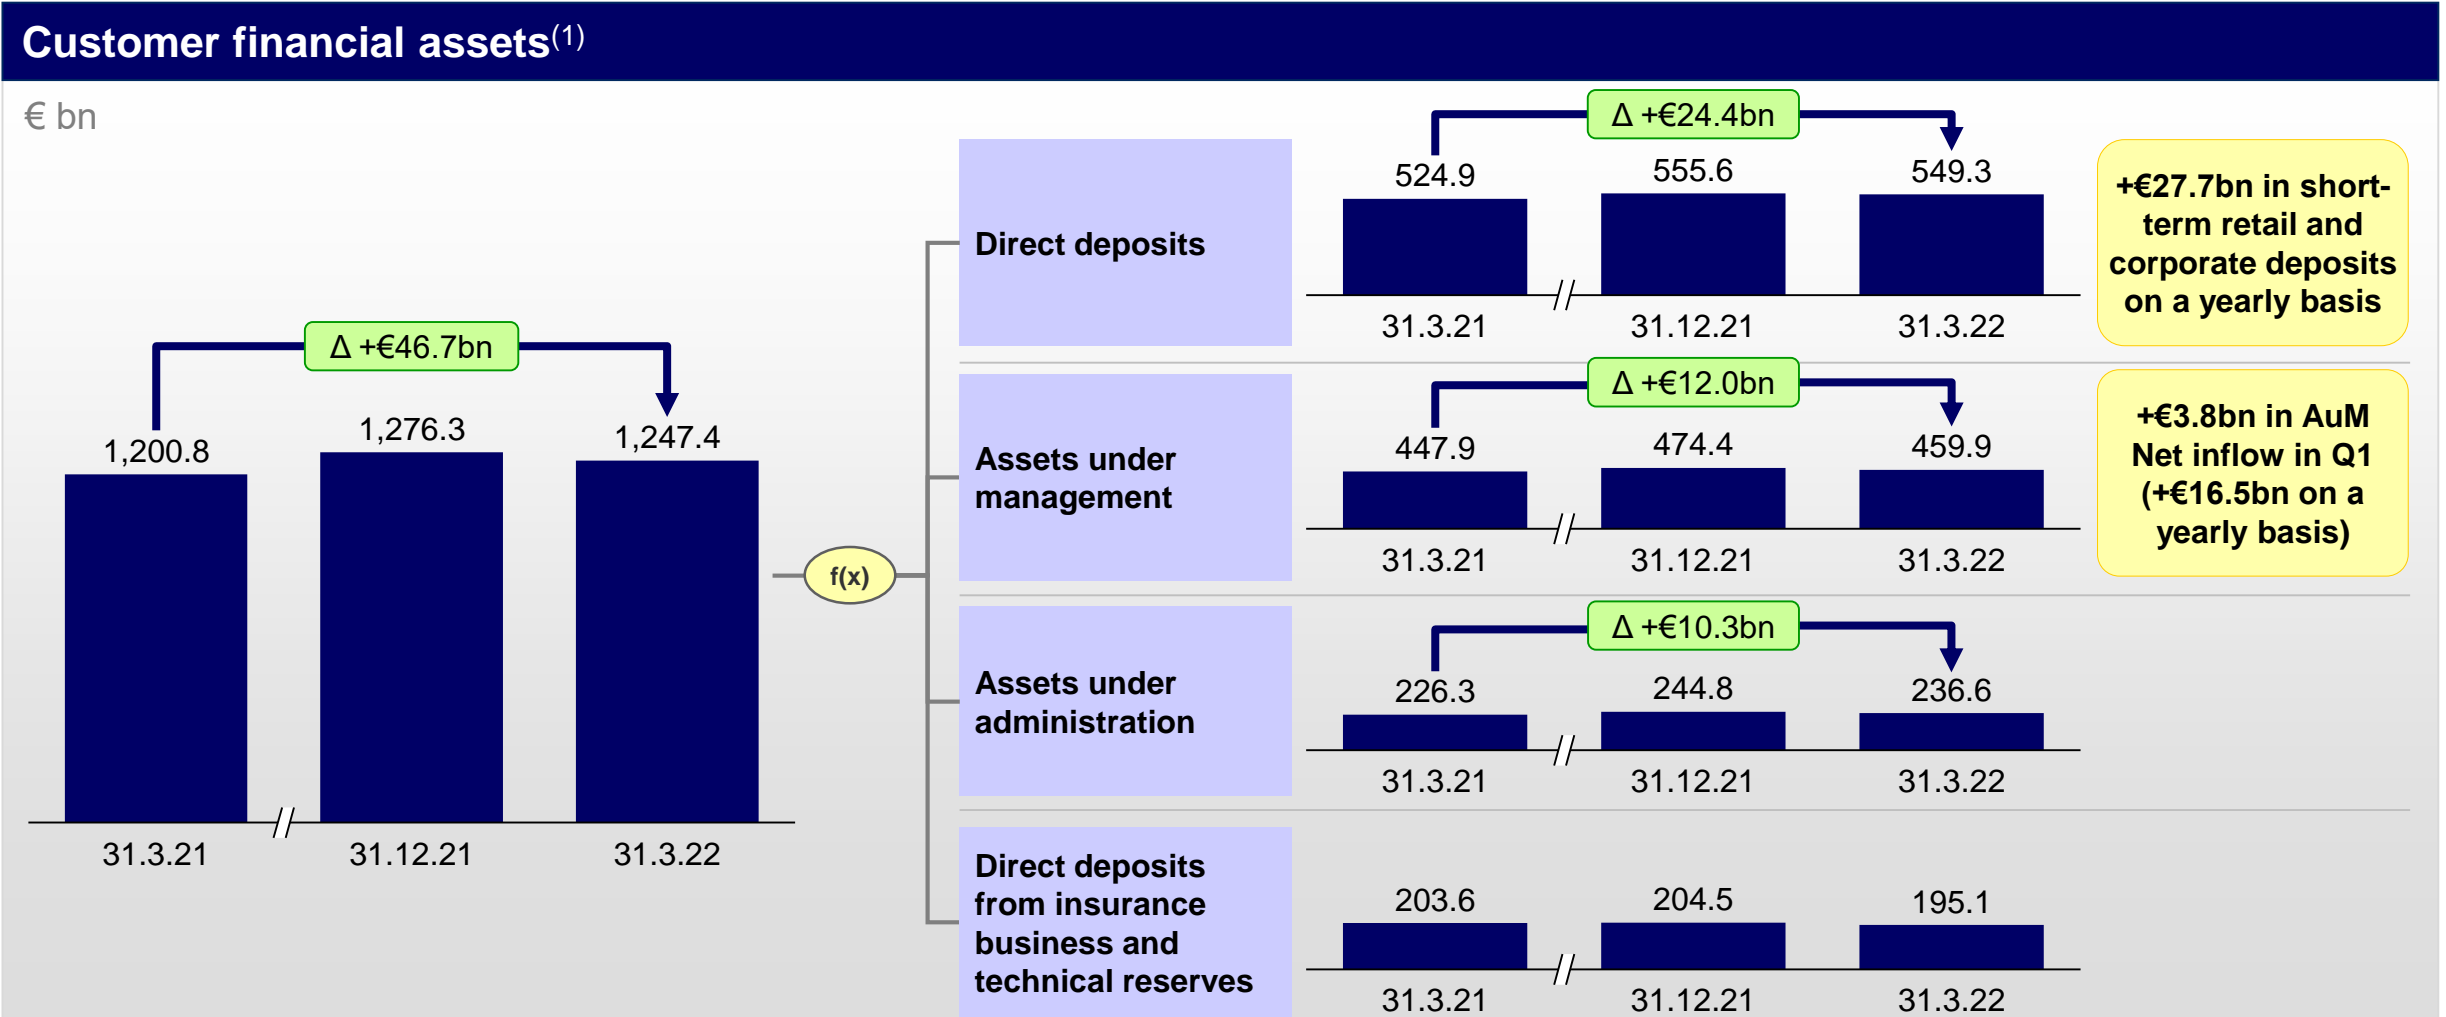 Customer financial assets(1)
€ bn
Δ +€46.7bn
1,200.8
1,276.3
1,247.4
31.3.21
31.12.21
31.3.22
f(x)
Direct deposits
Δ +€24.4bn
524.9
555.6
549.3
31.3.21
31.12.21
31.3.22
+€27.7bn in short-
term retail and
corporate deposits
on a yearly basis
Assets under
management
Δ +€12.0bn
447.9
474.4
459.9
31.3.21
31.12.21
31.3.22
+€3.8bn in AuM
Net inflow in Q1
(+€16.5bn on a
yearly basis)
Assets under
administration
Δ +€10.3bn
226.3
244.8
236.6
31.3.21
31.12.21
31.3.22
Direct deposits
from insurance
business and
technical reserves
203.6
204.5
195.1
31.3.21
31.12.21
31.3.22